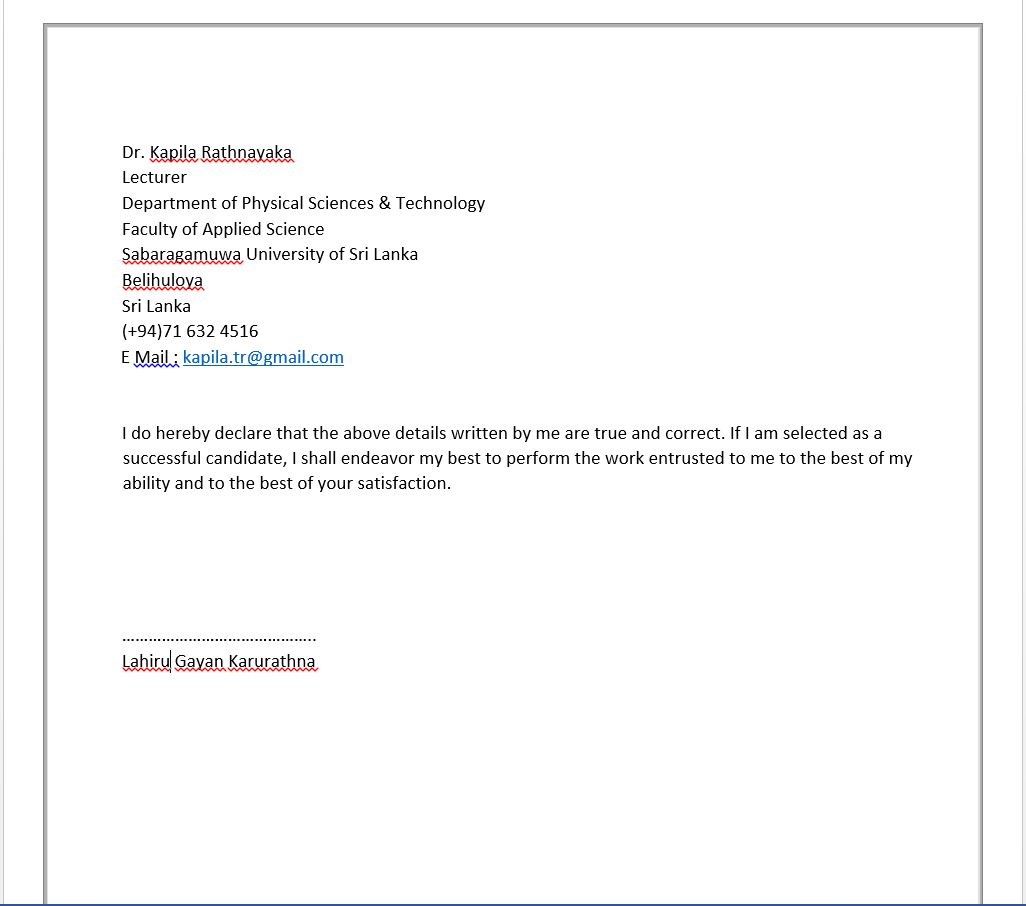 Dr. Kapila Rathnayaka
Lecturer
Department of Physical Sciences & Technology
Faculty of Applied Science
Sabaragamuwa University of Sri Lanka
Belihuloya
Sri Lanka
(+94)71 632 4516
E Mail : kapila.tr@gmail.com
I do hereby declare that the above details written by me are true and correct. If I am selected as a
successful candidate, I shall endeavor my best to perform the work entrusted to me to the best of my
ability and to the best of your satisfaction.
……………………………………..
Lahiru Gayan Karurathna